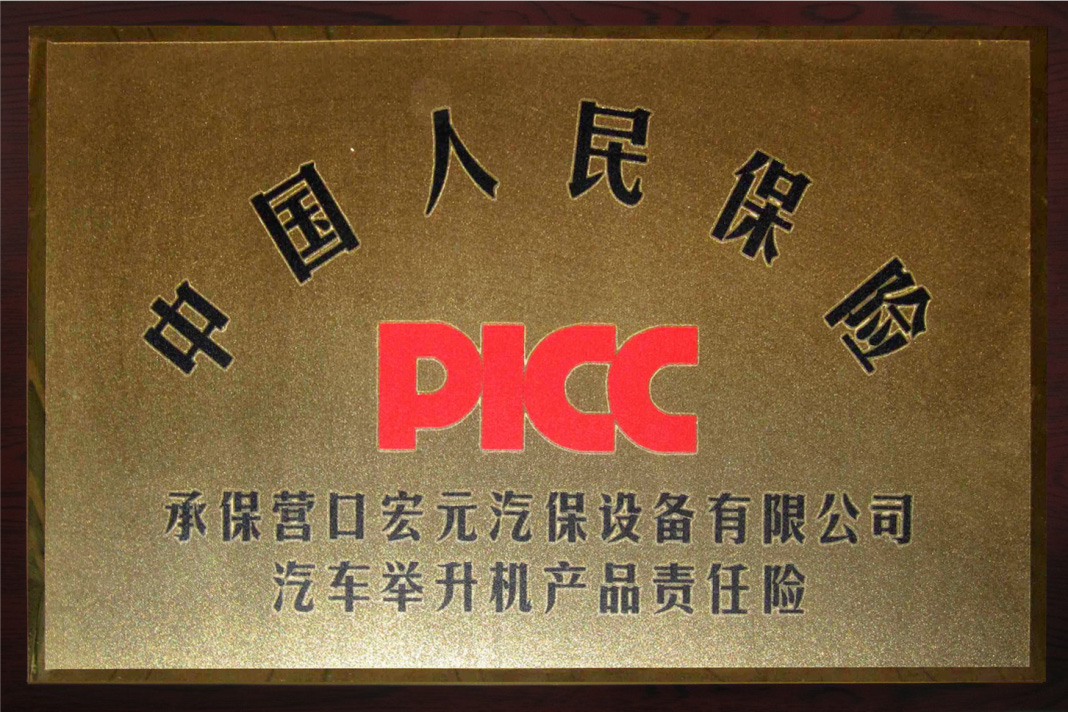 中国人民保险
PICC
承保营口宏元汽保设备有限公司
汽车举升机产品责任险